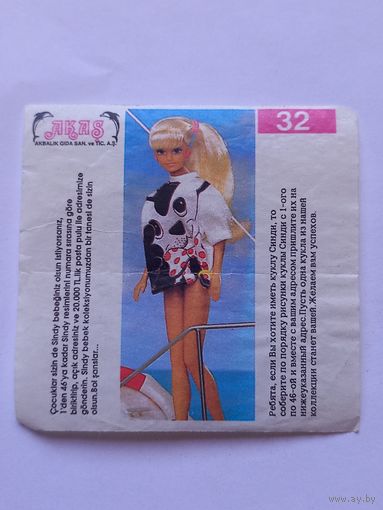 AKAŞ
AKBALIK GIDA SAN. ve TİC. A.Ş.
32
Çocuklar sizin de Sindy bebeğiniz olsun istiyorsanız,
1'den 46'ya kadar Sindy resimlerini numara sırasına göre
biriktirip, açık adresiniz ve 20.000 TL.lik posta pulu ile adresimize
gönderin. Sindy bebek koleksiyonumuzdan bir tanesi de sizin
olsun.Bol şanslar...
Ребята, если Вы хотите иметь куклу Синди, то
соберите по порядку рисунки кукла Синди с 1-ого
по 46-ой и вместе с вашим адресом пришлите их на
нижеуказанный адрес.Пусть одна кукла из нашей
коллекции станет вашей.Желаем вам успехов.
http://www.ay.by